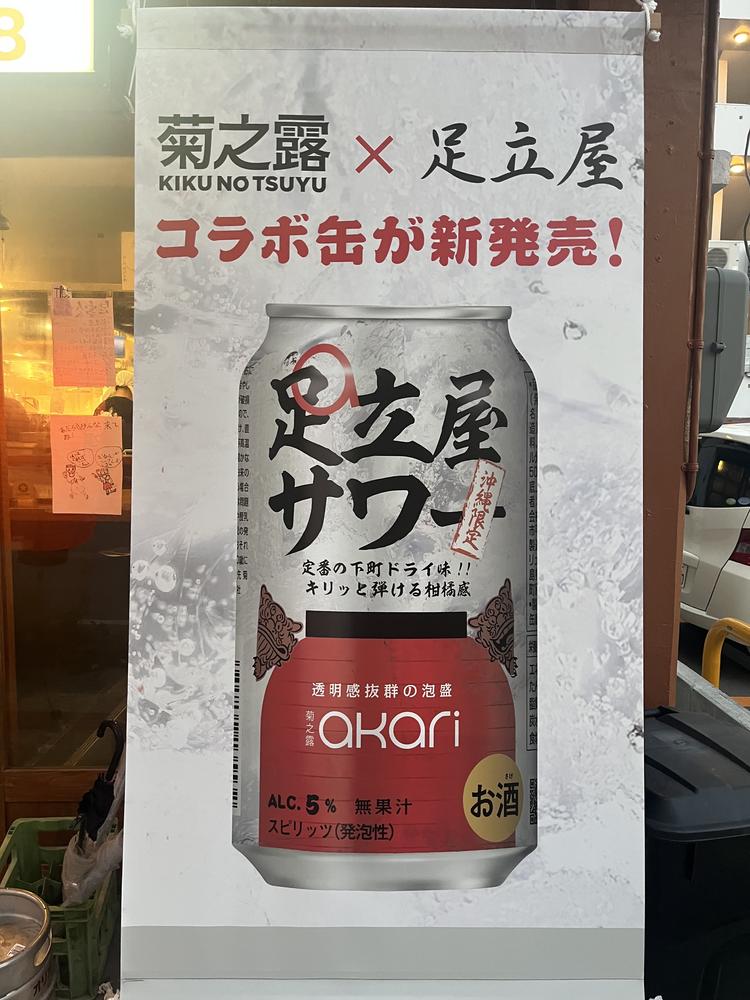 8
菊之露 × 足立屋
KIKU NO TSUYU
コラボ缶が新発売!
足立屋
サワー
沖縄限定
定番の下町ドライ味!!
キリッと弾ける柑橘感
透明感抜群の泡盛
菊之露
akari
ALC. 5% 無果汁
スピリッツ(発泡性)
さけ
お酒